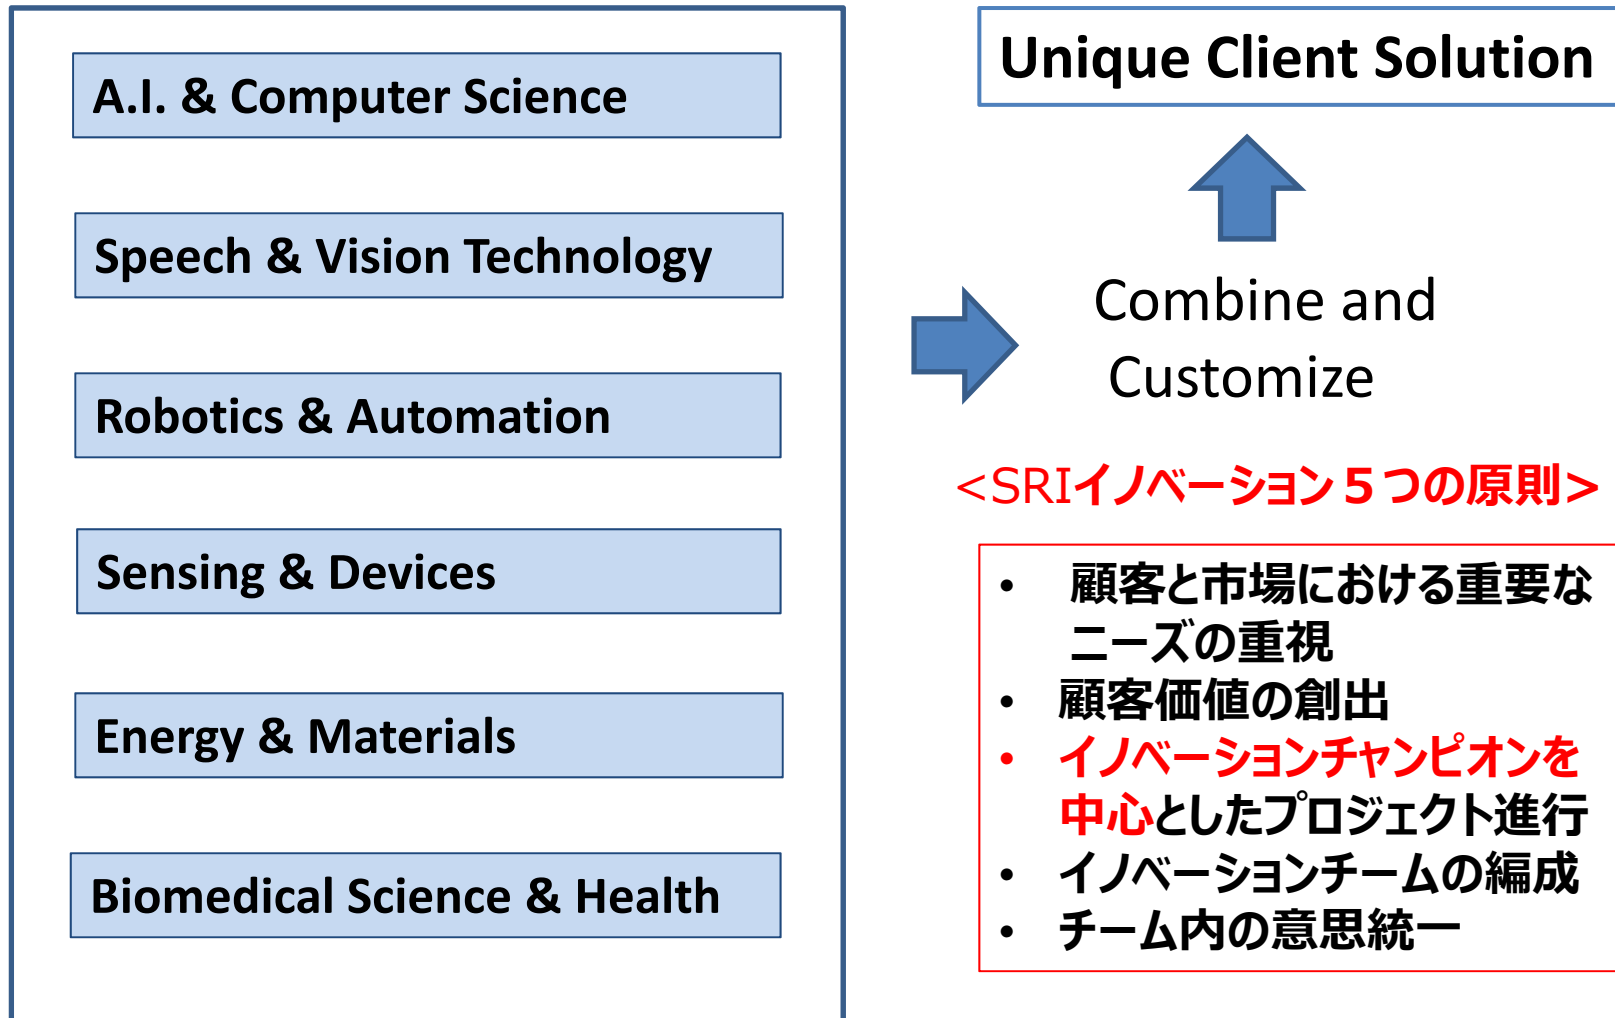 A.I. & Computer Science
Speech & Vision Technology
Robotics & Automation
Sensing & Devices
Energy & Materials
Biomedical Science & Health
Unique Client Solution
Combine and
Customize
<SRIイノベーション５つの原則>
• 顧客と市場における重要な
ニーズの重視
• 顧客価値の創出
• イノベーションチャンピオンを
中心としたプロジェクト進行
• イノベーションチームの編成
• チーム内の意思統一